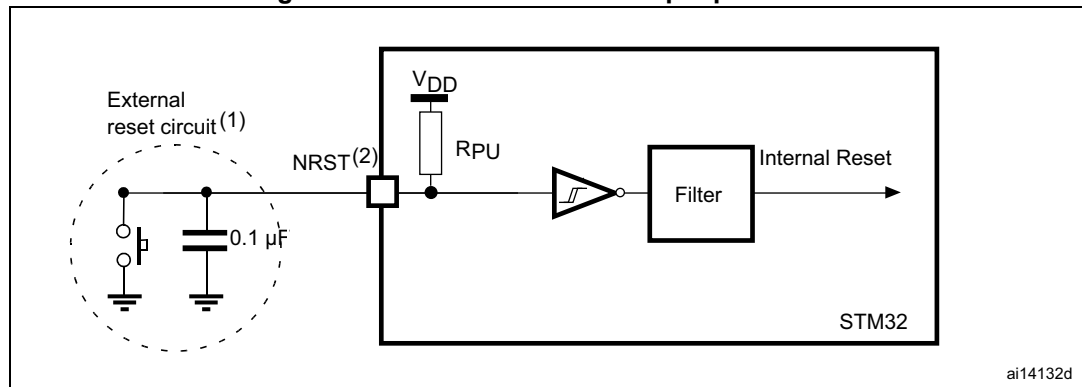 External
reset circuit(1)
NRST(2)
VDD
RPU
Internal Reset
Filter
0.1 µF
STM32
ai14132d